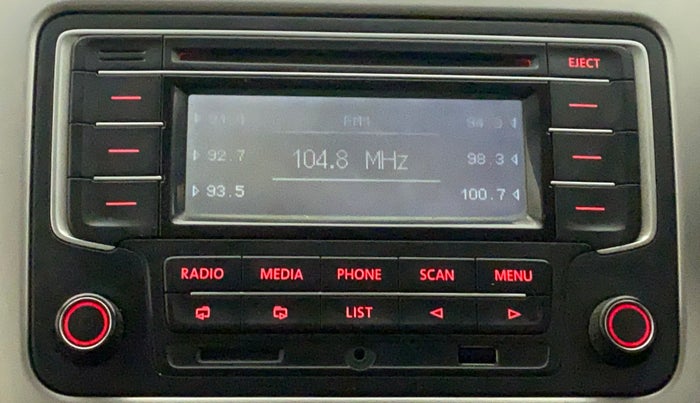 EJECT
FM1
92.7 104.8 MHz 98.3
93.5 100.7
RADIO MEDIA PHONE SCAN MENU
LIST